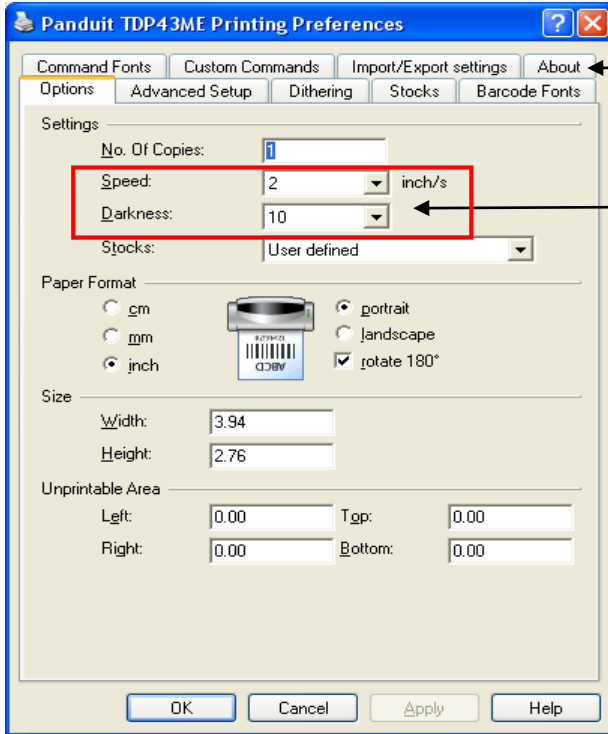 Panduit TDP43ME Printing Preferences
Command Fonts Custom Commands Import/Export settings About
Options Advanced Setup Dithering Stocks Barcode Fonts
Settings
No. Of Copies: 1
Speed: 2 inch/s
Darkness: 10
Stocks: User defined
Paper Format
cm portrait
mm landscape
inch rotate 180°
ABCD
Size
Width: 3.94
Height: 2.76
Unprintable Area
Left: 0.00 Top: 0.00
Right: 0.00 Bottom: 0.00
OK Cancel Apply Help